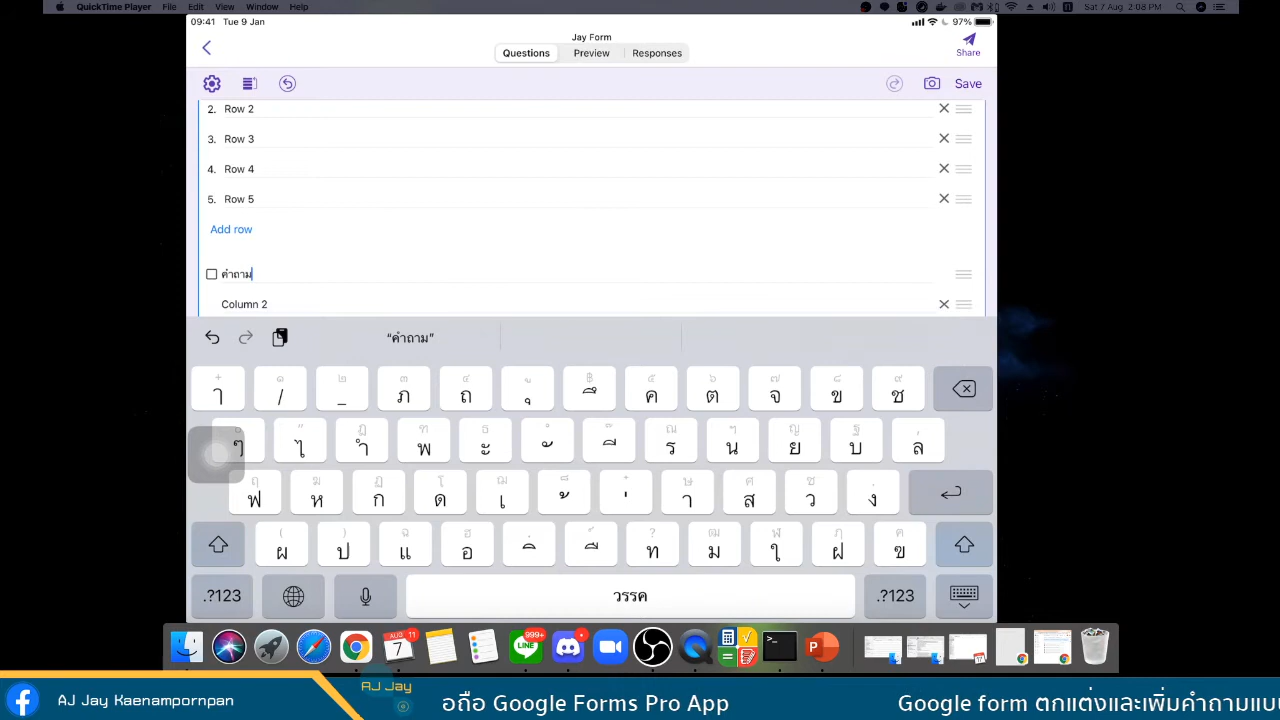 QuickTime Player File Edit View Window Help
Sat 7 Aug 2:08 PM
09:41 Tue 9 Jan
97%
Jay Form
Questions Preview Responses
Share
Save
2. Row 2
3. Row 3
4. Row 4
5. Row 5
Add row
คำถาม
Column 2
“คำถาม”
ๅ / _ ภ ถ ุ ึ ค ต จ ข ช
ๆ ไ ำ พ ะ ั ี ร น ย บ ล
ฟ ห ก ด เ ้ ่ า ส ว ง
ผ ป แ อ ิ ื ท ม ใ ฝ ฃ
.?123 วรรค .?123
AUG 11
7
999+
LINE
AJ Jay
AJ Jay Kaenampornpan
อถือ Google Forms Pro App
Google form ตกแต่งและเพิ่มคำถามแบบ